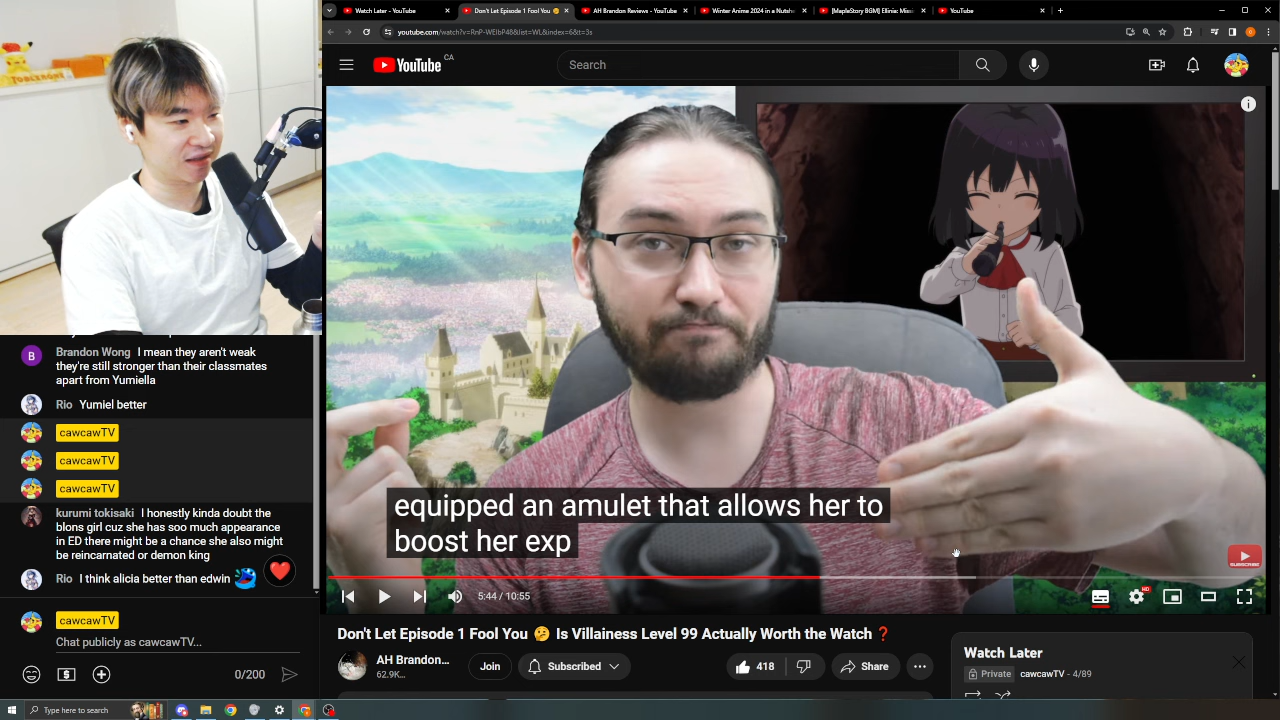 Watch Later - YouTube
Don't Let Episode 1 Fool You
AH Brandon Reviews - YouTube
Winter Anime 2024 in a Nutsh
[MapleStory BGM] Ellinia: Miss
YouTube
youtube.com/watch?v=RnP-WElbP48&list=WL&index=6&t=3s
YouTube CA
Search
equipped an amulet that allows her to
boost her exp
SUBSCRIBE
5:44 / 10:55
HD
Don't Let Episode 1 Fool You 🤔 Is Villainess Level 99 Actually Worth the Watch ❓
AH Brandon...
62.9K...
Join
Subscribed
418
Share
Watch Later
Private cawcawTV - 4/89
Brandon Wong I mean they aren't weak
they're still stronger than their classmates
apart from Yumiella
Rio Yumiel better
cawcawTV
cawcawTV
cawcawTV
kurumi tokisaki I honestly kinda doubt the
blons girl cuz she has soo much appearance
in ED there might be a chance she also might
be reincarnated or demon king
Rio I think alicia better than edwin
cawcawTV
Chat publicly as cawcawTV...
0/200
B
Type here to search